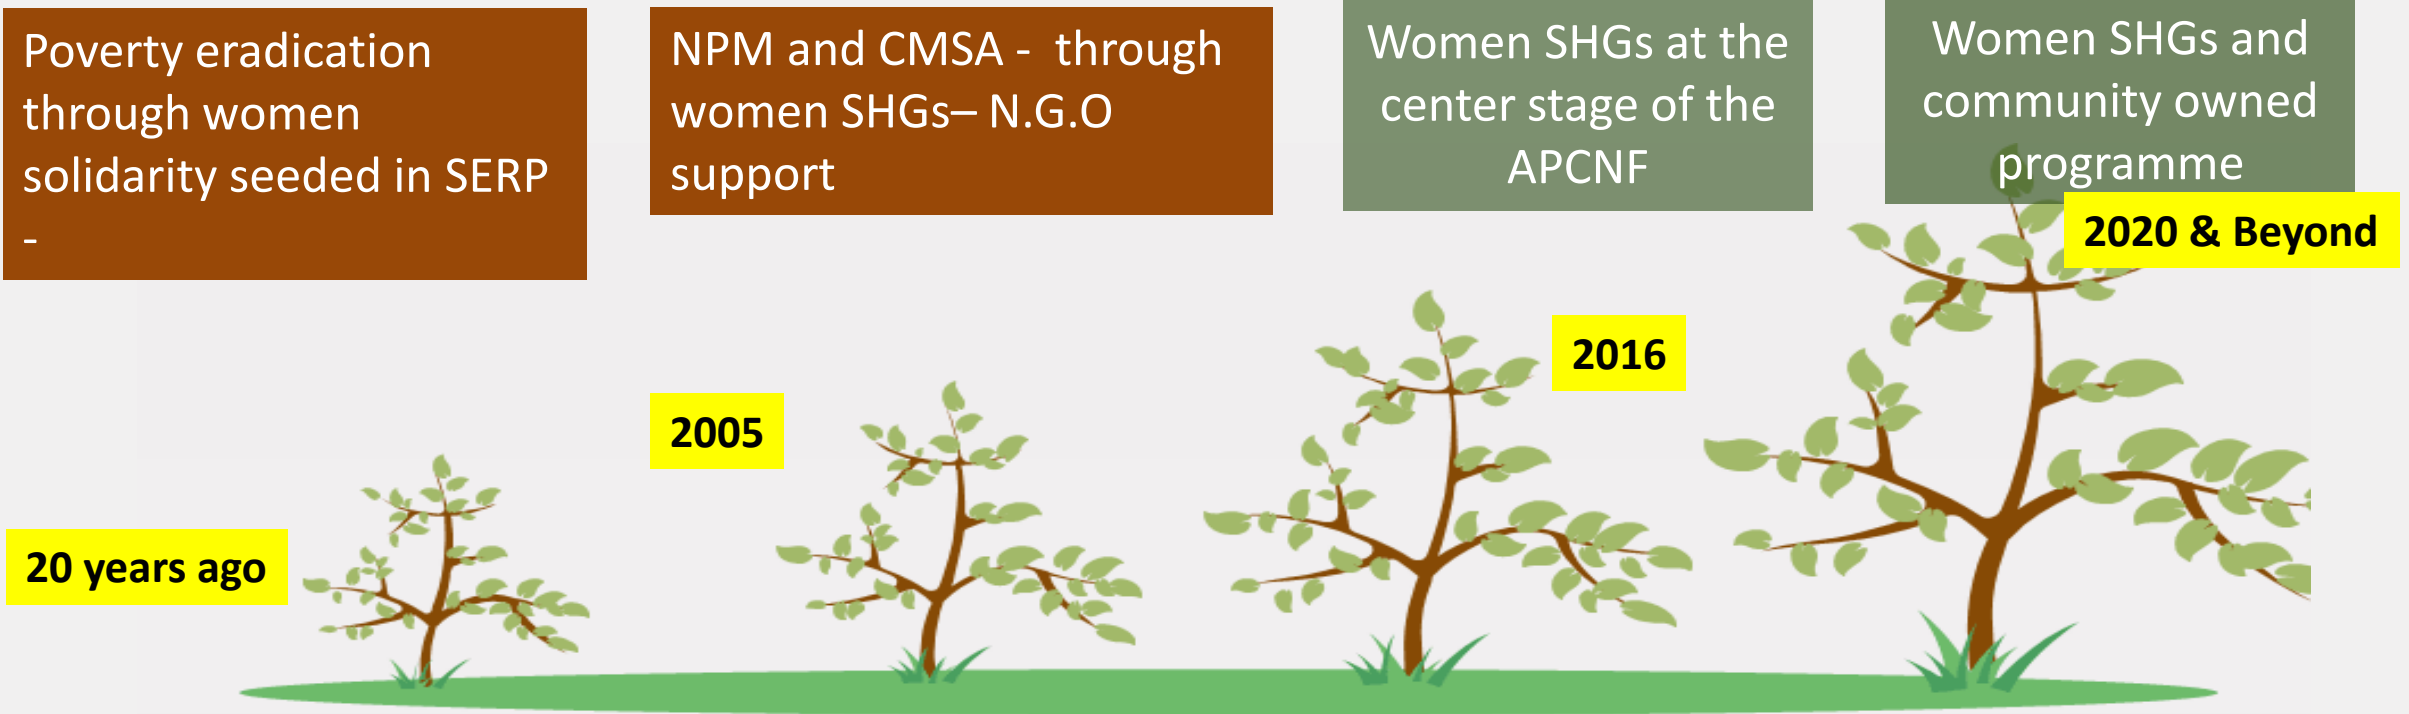 Poverty eradication
through women
solidarity seeded in SERP
-
NPM and CMSA -  through
women SHGs– N.G.O
support
Women SHGs at the
center stage of the
APCNF
Women SHGs and
community owned
programme
2020 & Beyond
2016
2005
20 years ago